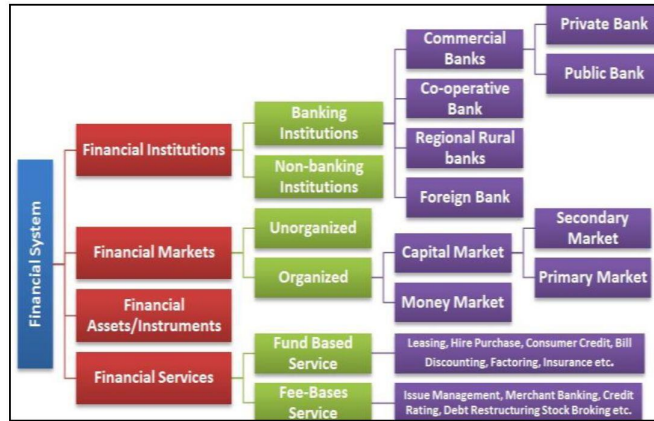 Private Bank
Commercial
Banks
Public Bank
Co-operative
Bank
Banking
Institutions
Financial Institutions
Regional Rural
banks
Non-banking
Institutions
Foreign Bank
Financial System
Unorganized
Secondary
Market
Financial Markets
Capital Market
Organized
Primary Market
Money Market
Financial
Assets/Instruments
Fund Based
Service
Leasing, Hire Purchase, Consumer Credit, Bill
Discounting, Factoring, Insurance etc.
Financial Services
Fee-Bases
Service
Issue Management, Merchant Banking, Credit
Rating, Debt Restructuring Stock Broking etc.